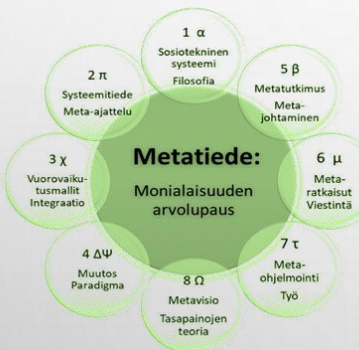 1 α
Sosiotekninen
systeemi
Filosofia
2 π
Systeemitiede
Meta-ajattelu
5 β
Metatutkimus
Meta-
johtaminen
Metatiede:
Monialaisuuden
arvolupaus
3 χ
Vuorovaiku-
tusmallit
Integraatio
6 μ
Meta-
ratkaisut
Viestintä
4 ΔΨ
Muutos
Paradigma
7 τ
Meta-
ohjelmointi
Työ
8 Ω
Metavisio
Tasapainojen
teoria